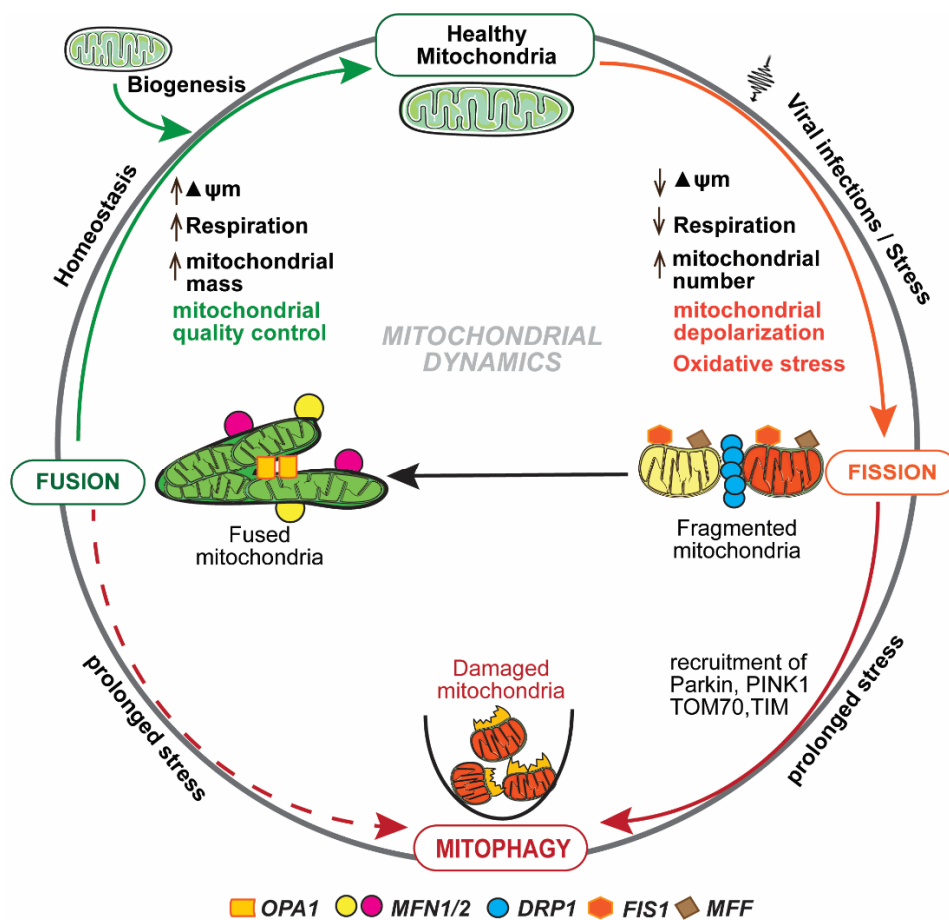 Healthy
Mitochondria
Biogenesis
Homeostasis
Viral infections / Stress
▲ψm
Respiration
mitochondrial
mass
mitochondrial
quality control
▲ψm
Respiration
mitochondrial
number
mitochondrial
depolarization
Oxidative stress
MITOCHONDRIAL
DYNAMICS
FUSION
FISSION
Fused
mitochondria
Fragmented
mitochondria
prolonged stress
Damaged
mitochondria
recruitment of
Parkin, PINK1
TOM70,TIM
prolonged stress
MITOPHAGY
OPA1 MFN1/2 DRP1 FIS1 MFF